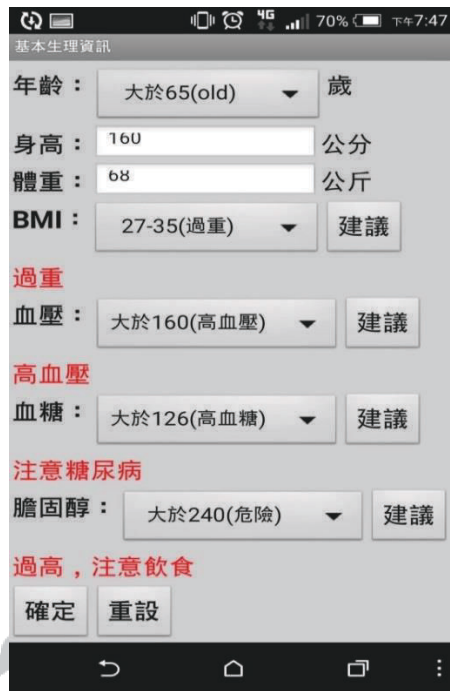 4G 70% 下午7:47
基本生理資訊
年齡： 大於65(old) 歲
身高： 160 公分
體重： 68 公斤
BMI： 27-35(過重) 建議
過重
血壓： 大於160(高血壓) 建議
高血壓
血糖： 大於126(高血糖) 建議
注意糖尿病
膽固醇： 大於240(危險) 建議
過高，注意飲食
確定 重設